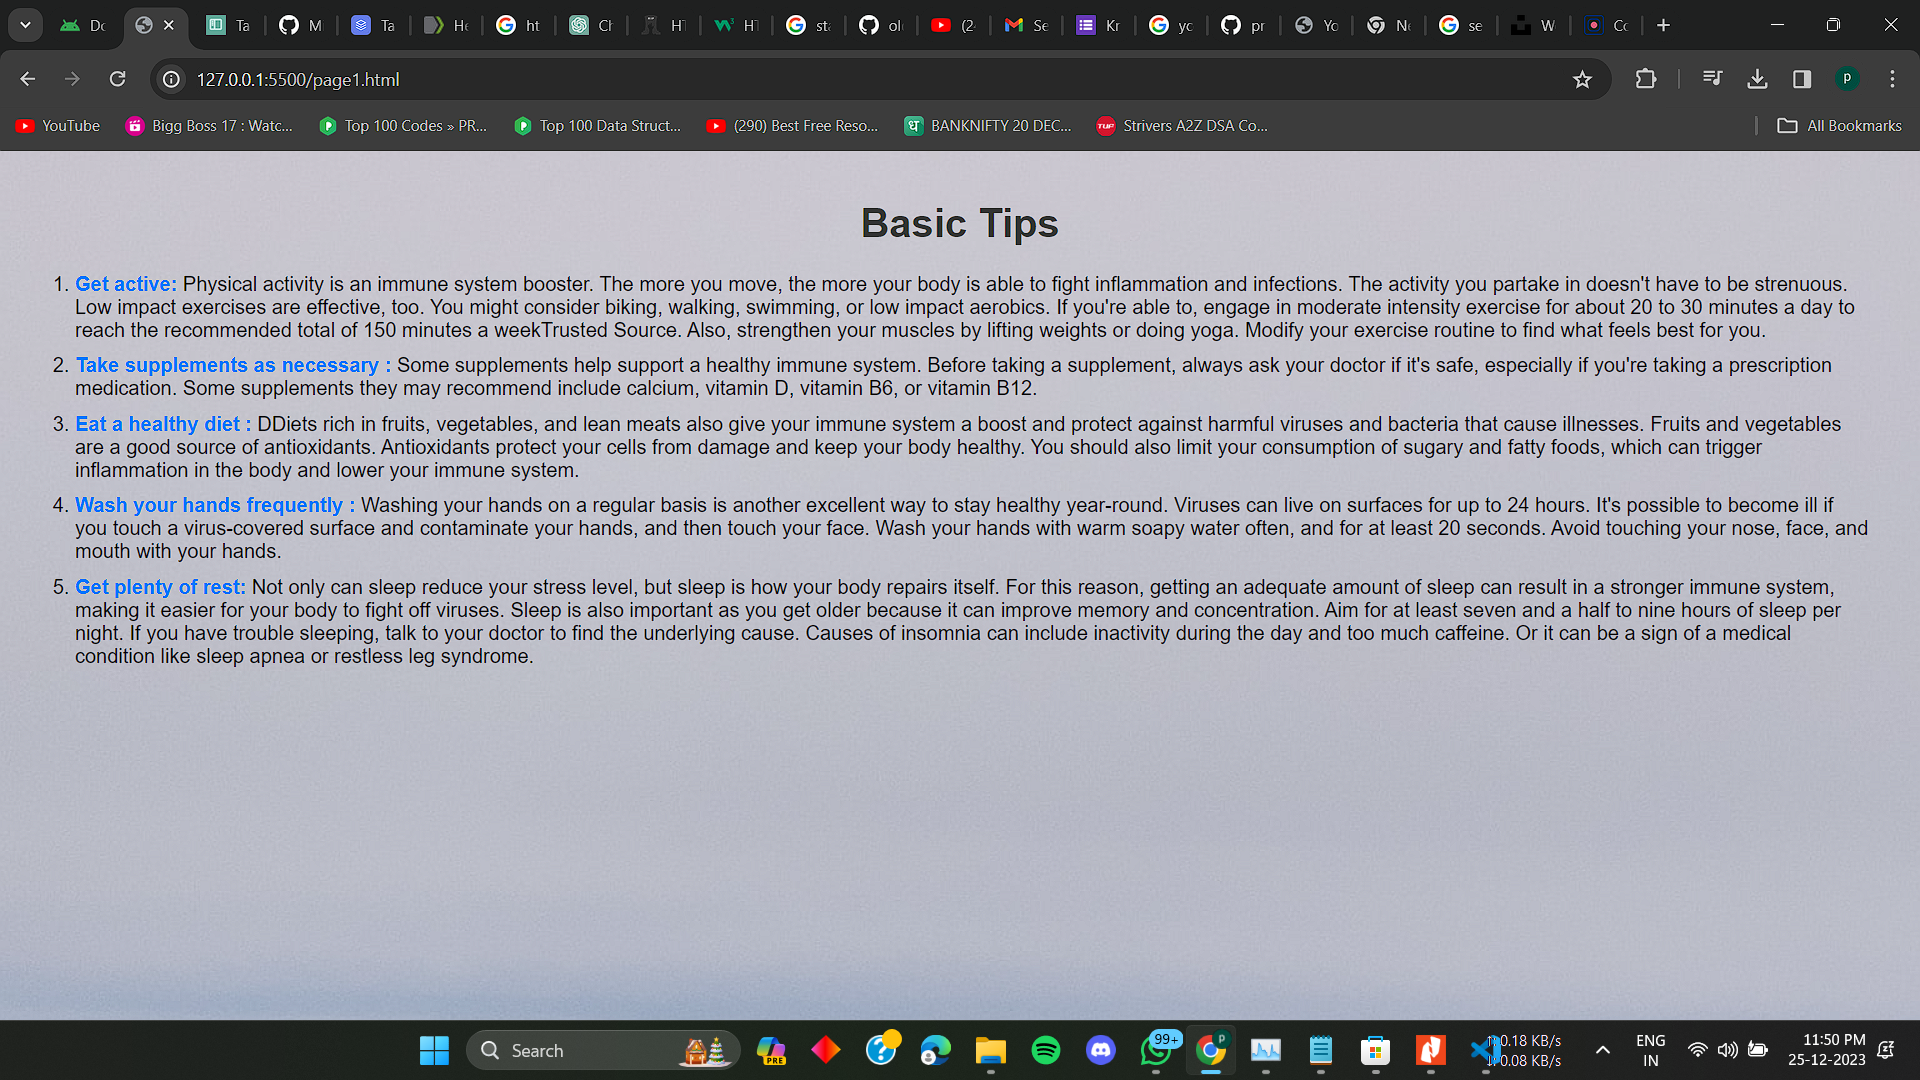 Dc
Ta
M
Ta
He
ht
Ch
HT
HT
sta
ol
(2
Se
Kr
yc
pr
Yo
Ne
se
W
Co
127.0.0.1:5500/page1.html
P
YouTube
Bigg Boss 17 : Watc...
Top 100 Codes » PR...
Top 100 Data Struct...
(290) Best Free Reso...
BANKNIFTY 20 DEC...
Strivers A2Z DSA Co...
All Bookmarks
Basic Tips
1. Get active: Physical activity is an immune system booster. The more you move, the more your body is able to fight inflammation and infections. The activity you partake in doesn't have to be strenuous.
Low impact exercises are effective, too. You might consider biking, walking, swimming, or low impact aerobics. If you're able to, engage in moderate intensity exercise for about 20 to 30 minutes a day to
reach the recommended total of 150 minutes a weekTrusted Source. Also, strengthen your muscles by lifting weights or doing yoga. Modify your exercise routine to find what feels best for you.
2. Take supplements as necessary : Some supplements help support a healthy immune system. Before taking a supplement, always ask your doctor if it's safe, especially if you're taking a prescription
medication. Some supplements they may recommend include calcium, vitamin D, vitamin B6, or vitamin B12.
3. Eat a healthy diet : DDiets rich in fruits, vegetables, and lean meats also give your immune system a boost and protect against harmful viruses and bacteria that cause illnesses. Fruits and vegetables
are a good source of antioxidants. Antioxidants protect your cells from damage and keep your body healthy. You should also limit your consumption of sugary and fatty foods, which can trigger
inflammation in the body and lower your immune system.
4. Wash your hands frequently : Washing your hands on a regular basis is another excellent way to stay healthy year-round. Viruses can live on surfaces for up to 24 hours. It's possible to become ill if
you touch a virus-covered surface and contaminate your hands, and then touch your face. Wash your hands with warm soapy water often, and for at least 20 seconds. Avoid touching your nose, face, and
mouth with your hands.
5. Get plenty of rest: Not only can sleep reduce your stress level, but sleep is how your body repairs itself. For this reason, getting an adequate amount of sleep can result in a stronger immune system,
making it easier for your body to fight off viruses. Sleep is also important as you get older because it can improve memory and concentration. Aim for at least seven and a half to nine hours of sleep per
night. If you have trouble sleeping, talk to your doctor to find the underlying cause. Causes of insomnia can include inactivity during the day and too much caffeine. Or it can be a sign of a medical
condition like sleep apnea or restless leg syndrome.
Search
PRE
99+
P
0.18 KB/s
0.08 KB/s
ENG
IN
11:50 PM
25-12-2023